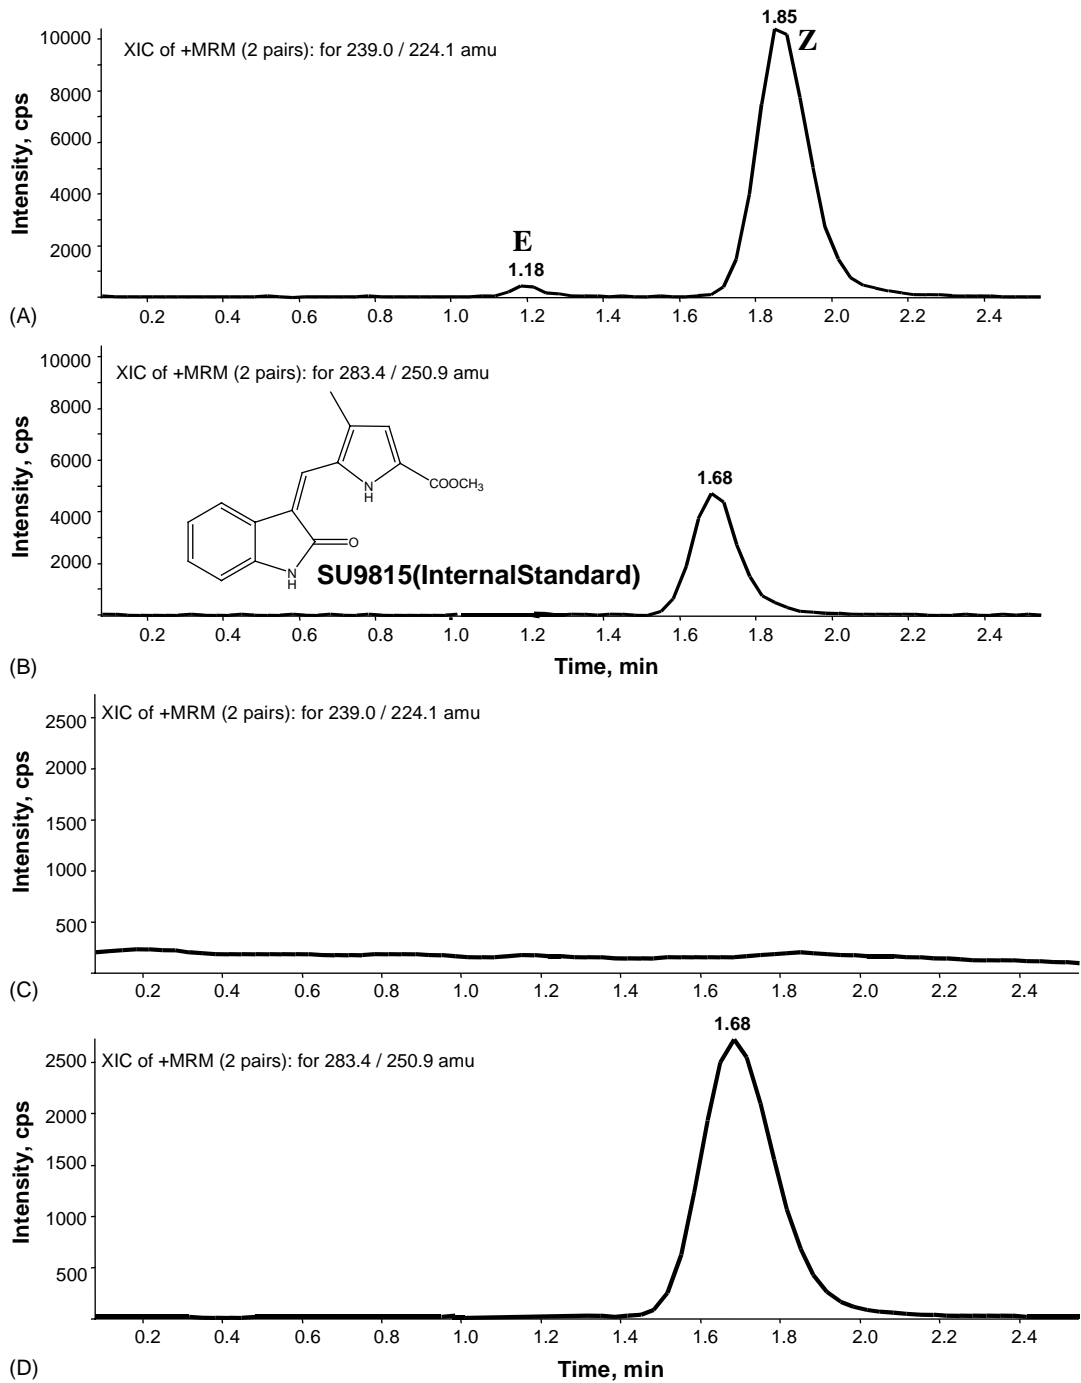 1.85
10000
XIC of +MRM (2 pairs): for 239.0 / 224.1 amu
Z
8000
6000
4000
2000
Intensity, cps
E
1.18
(A)
0.2 0.4 0.6 0.8 1.0 1.2 1.4 1.6 1.8 2.0 2.2 2.4
10000
XIC of +MRM (2 pairs): for 283.4 / 250.9 amu
8000
6000
4000
2000
Intensity, cps
1.68
N
H
COOCH3
O
N
H
SU9815(InternalStandard)
0.2 0.4 0.6 0.8 1.0 1.2 1.4 1.6 1.8 2.0 2.2 2.4
(B)
Time, min
XIC of +MRM (2 pairs): for 239.0 / 224.1 amu
2500
2000
1500
1000
500
Intensity, cps
(C)
0.2 0.4 0.6 0.8 1.0 1.2 1.4 1.6 1.8 2.0 2.2 2.4
1.68
XIC of +MRM (2 pairs): for 283.4 / 250.9 amu
2500
2000
1500
1000
500
Intensity, cps
0.2 0.4 0.6 0.8 1.0 1.2 1.4 1.6 1.8 2.0 2.2 2.4
(D)
Time, min